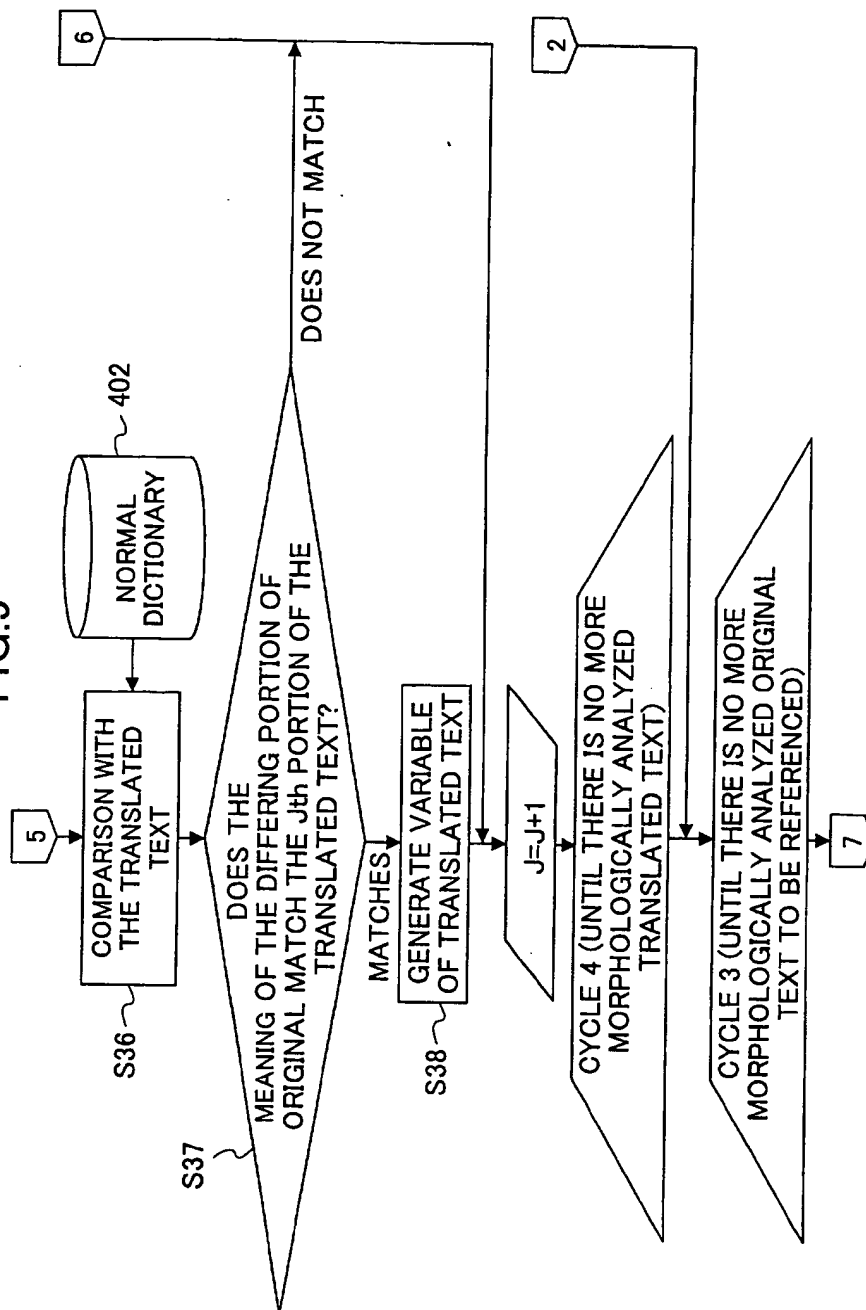 FIG.9
5
6
COMPARISON WITH
THE TRANSLATED
TEXT
S36
NORMAL
DICTIONARY
402
S37
DOES THE
MEANING OF THE DIFFERING PORTION OF
ORIGINAL MATCH THE Jth PORTION OF THE
TRANSLATED TEXT?
DOES NOT MATCH
MATCHES
GENERATE VARIABLE
OF TRANSLATED TEXT
S38
J=J+1
2
CYCLE 4 (UNTIL THERE IS NO MORE
MORPHOLOGICALLY ANALYZED
TRANSLATED TEXT)
CYCLE 3 (UNTIL THERE IS NO MORE
MORPHOLOGICALLY ANALYZED ORIGINAL
TEXT TO BE REFERENCED)
7